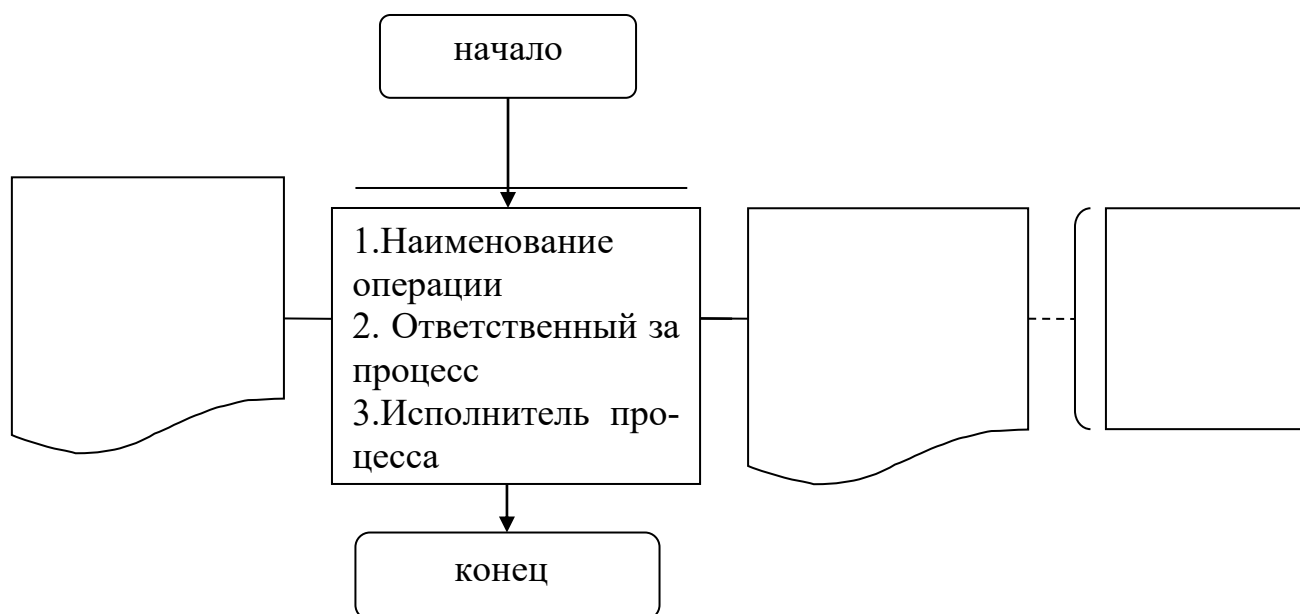 начало
1.Наименование
операции
2. Ответственный за
процесс
3.Исполнитель про-
цесса
конец